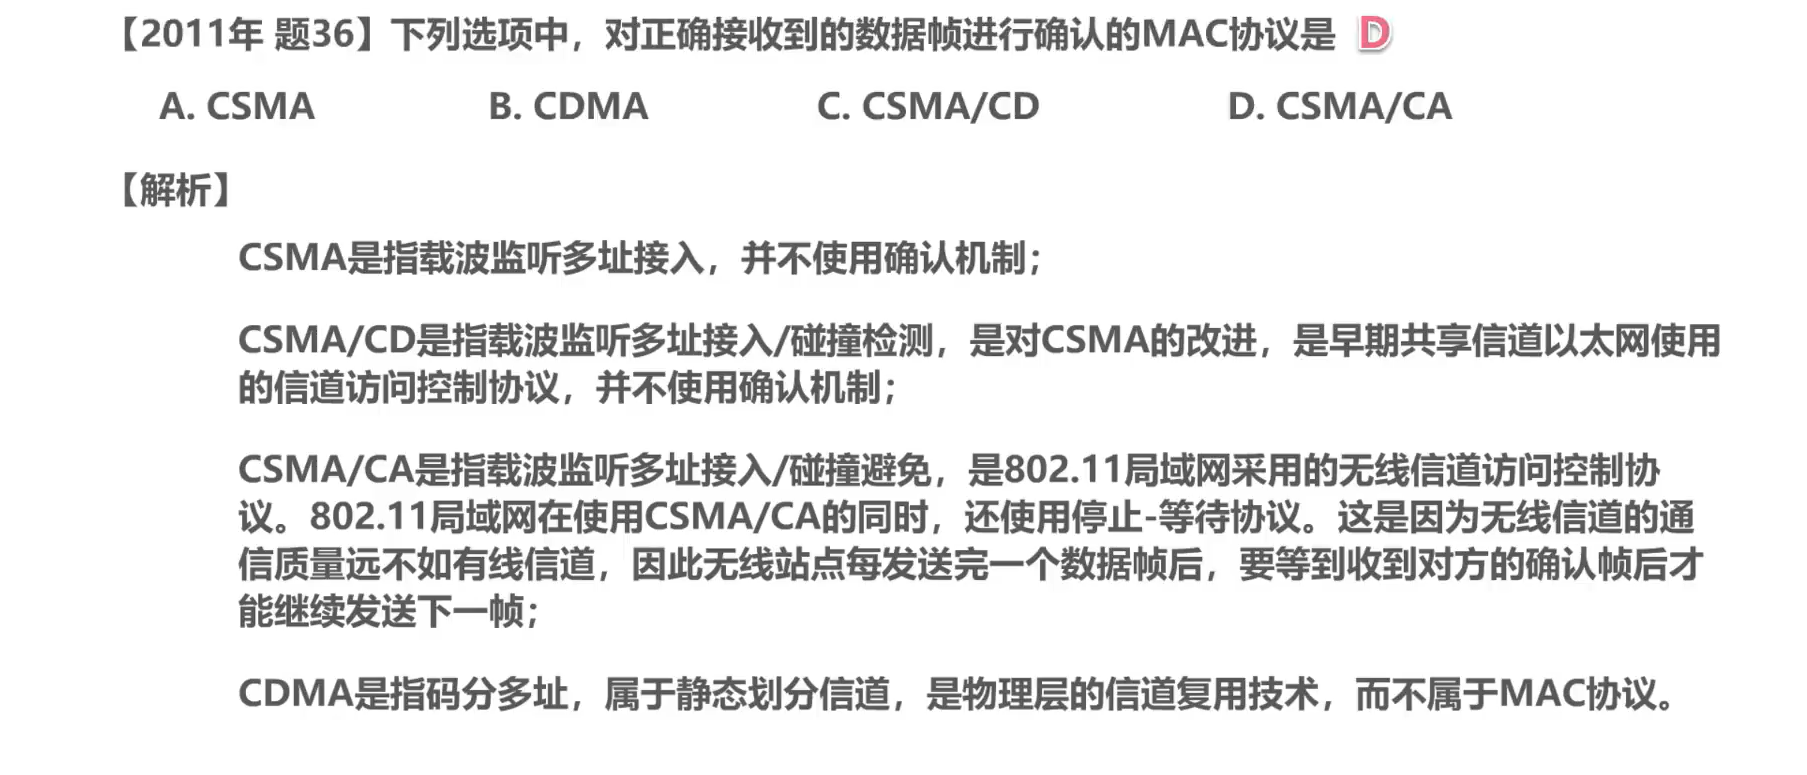 【2011年 题36】下列选项中，对正确接收到的数据帧进行确认的MAC协议是 D
A. CSMA B. CDMA C. CSMA/CD D. CSMA/CA
【解析】
CSMA是指载波监听多址接入，并不使用确认机制；
CSMA/CD是指载波监听多址接入/碰撞检测，是对CSMA的改进，是早期共享信道以太网使用
的信道访问控制协议，并不使用确认机制；
CSMA/CA是指载波监听多址接入/碰撞避免，是802.11局域网采用的无线信道访问控制协
议。802.11局域网在使用CSMA/CA的同时，还使用停止-等待协议。这是因为无线信道的通
信质量远不如有线信道，因此无线站点每发送完一个数据帧后，要等到收到对方的确认帧后才
能继续发送下一帧；
CDMA是指码分多址，属于静态划分信道，是物理层的信道复用技术，而不属于MAC协议。